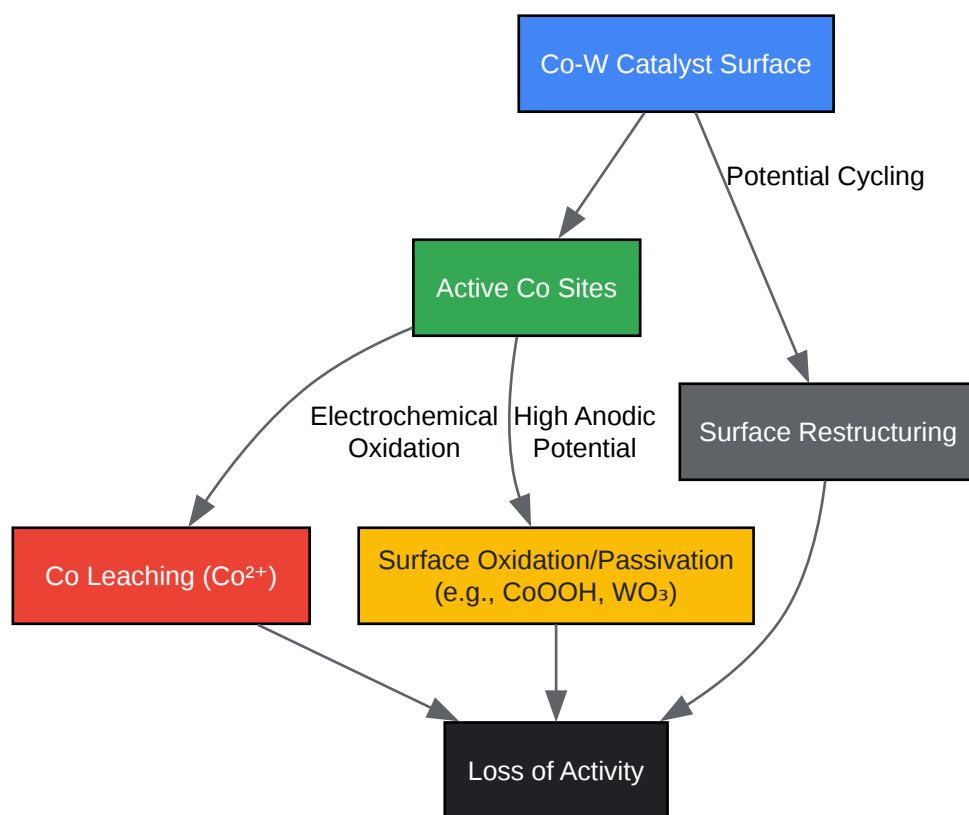 Co-W Catalyst Surface
Potential Cycling
Active Co Sites
Electrochemical
Oxidation
High Anodic
Potential
Surface Restructuring
Co Leaching (Co²⁺)
Surface Oxidation/Passivation
(e.g., CoOOH, WO₃)
Loss of Activity